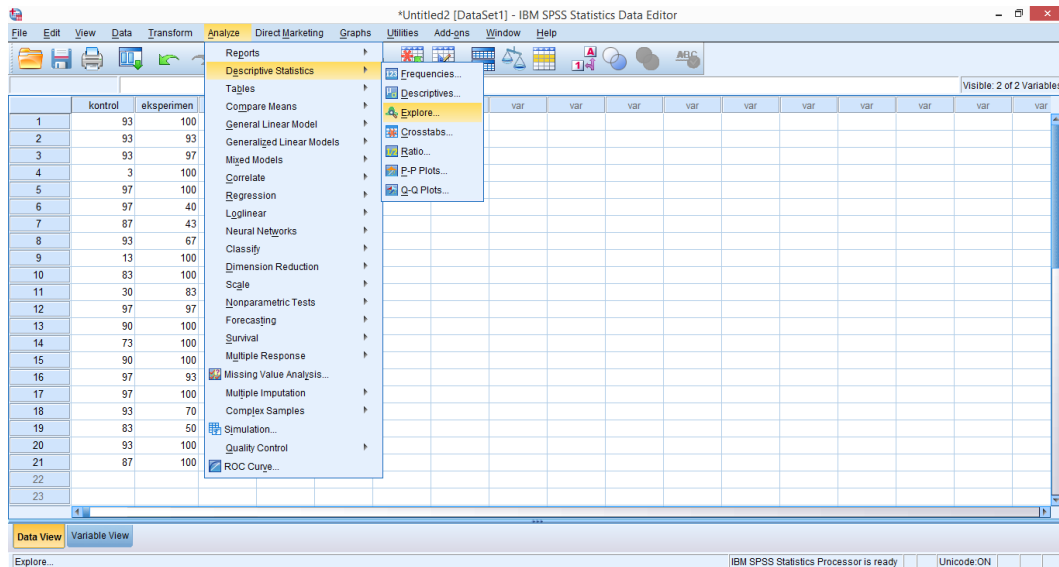 *Untitled2 [DataSet1] - IBM SPSS Statistics Data Editor
File Edit View Data Transform Analyze Direct Marketing Graphs Utilities Add-ons Window Help
Visible: 2 of 2 Variables
Reports
Descriptive Statistics
Tables
Compare Means
General Linear Model
Generalized Linear Models
Mixed Models
Correlate
Regression
Loglinear
Neural Networks
Classify
Dimension Reduction
Scale
Nonparametric Tests
Forecasting
Survival
Multiple Response
Missing Value Analysis...
Multiple Imputation
Complex Samples
Simulation...
Quality Control
ROC Curve...
Frequencies...
Descriptives...
Explore...
Crosstabs...
Ratio...
P-P Plots...
Q-Q Plots...
kontrol eksperimen var var var var var var var var var var
1 93 100
2 93 93
3 93 97
4 3 100
5 97 100
6 97 40
7 87 43
8 93 67
9 13 100
10 83 100
11 30 83
12 97 97
13 90 100
14 73 100
15 90 100
16 97 93
17 97 100
18 93 70
19 83 50
20 93 100
21 87 100
22
23
Data View Variable View
Explore... IBM SPSS Statistics Processor is ready Unicode:ON